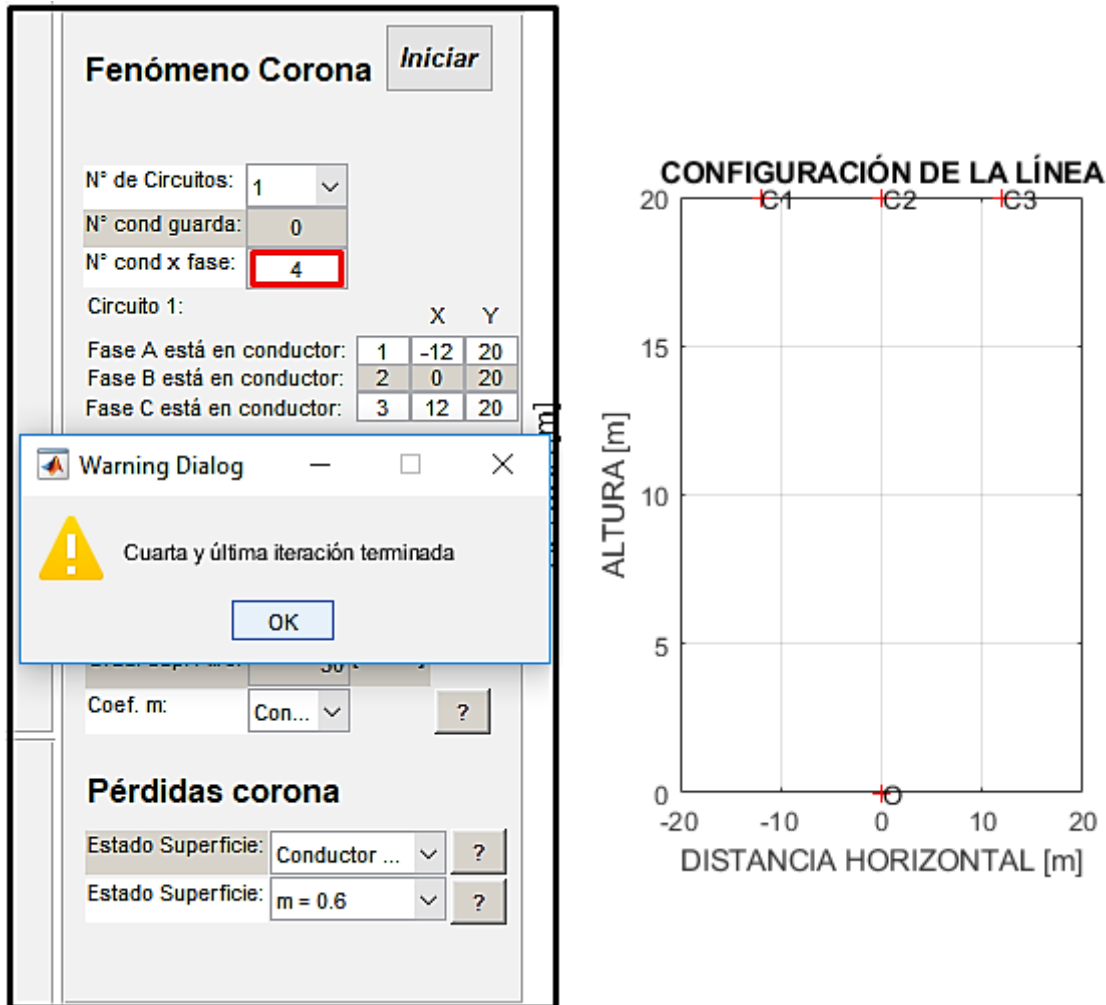 Fenómeno Corona
Iniciar
N° de Circuitos: 1
N° cond guarda: 0
N° cond x fase: 4
Circuito 1: X Y
Fase A está en conductor: 1 -12 20
Fase B está en conductor: 2 0 20
Fase C está en conductor: 3 12 20
Warning Dialog
Cuarta y última iteración terminada
OK
30
Coef. m: Con... ?
Pérdidas corona
Estado Superficie: Conductor ... ?
Estado Superficie: m = 0.6 ?
[m]
CONFIGURACIÓN DE LA LÍNEA
C1 C2 C3
20
15
10
5
0
O
ALTURA [m]
-20 -10 0 10 20
DISTANCIA HORIZONTAL [m]